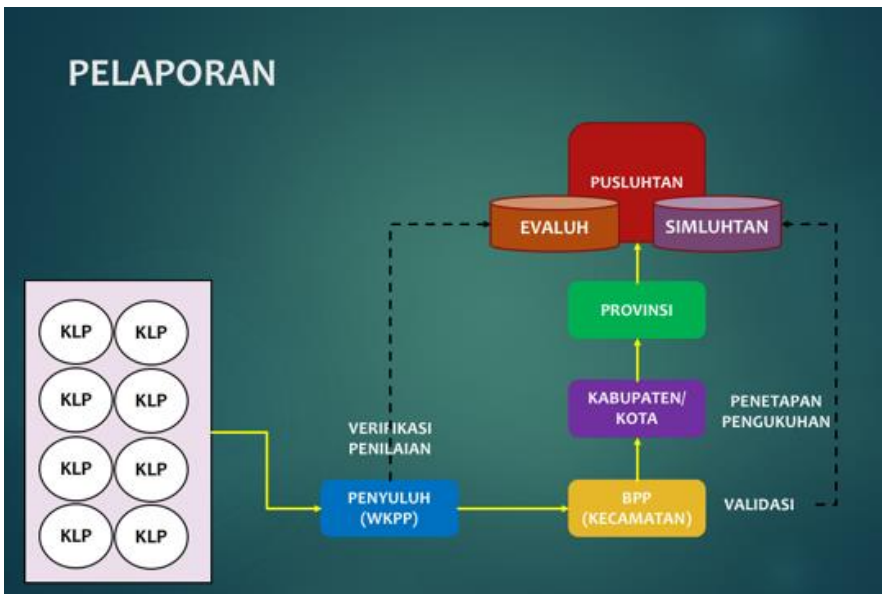 PELAPORAN
PUSLUHTAN
EVALUH
SIMLUHTAN
PROVINSI
KABUPATEN/
KOTA
PENETAPAN
PENGUKUHAN
VERIFIKASI
PENILAIAN
PENYULUH
(WKPP)
BPP
(KECAMATAN)
VALIDASI
KLP KLP
KLP KLP
KLP KLP
KLP KLP